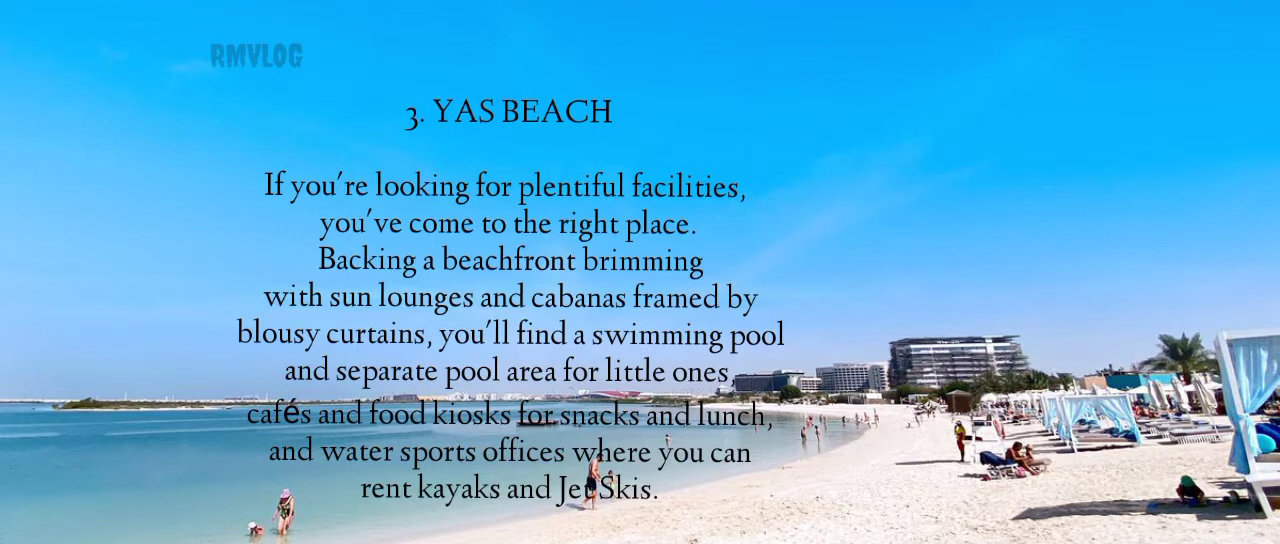 RMVLOG
3. YAS BEACH
If you're looking for plentiful facilities,
you've come to the right place.
Backing a beachfront brimming
with sun lounges and cabanas framed by
blousy curtains, you'll find a swimming pool
and separate pool area for little ones,
cafés and food kiosks for snacks and lunch,
and water sports offices where you can
rent kayaks and Jet Skis.